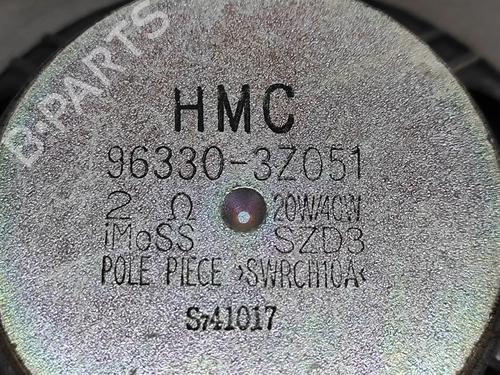 B-PARTS
HMC
96330-3Z051
2 Ω 20W/40W
iMoSS SZD3
POLE PIECE >SWRCH10A<
S741017